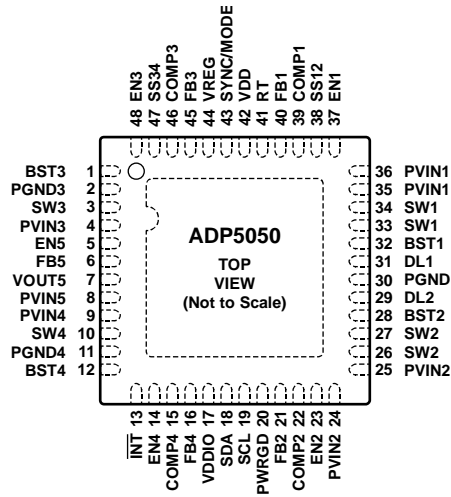 48 EN3
47 SS34
46 COMP3
45 FB3
44 VREG
43 SYNC/MODE
42 VDD
41 RT
40 FB1
39 COMP1
38 SS12
37 EN1
BST3 1
PGND3 2
SW3 3
PVIN3 4
EN5 5
FB5 6
VOUT5 7
PVIN5 8
PVIN4 9
SW4 10
PGND4 11
BST4 12
ADP5050
TOP
VIEW
(Not to Scale)
36 PVIN1
35 PVIN1
34 SW1
33 SW1
32 BST1
31 DL1
30 PGND
29 DL2
28 BST2
27 SW2
26 SW2
25 PVIN2
INT 13
EN4 14
COMP4 15
FB4 16
VDDIO 17
SDA 18
SCL 19
PWRGD 20
FB2 21
COMP2 22
EN2 23
PVIN2 24